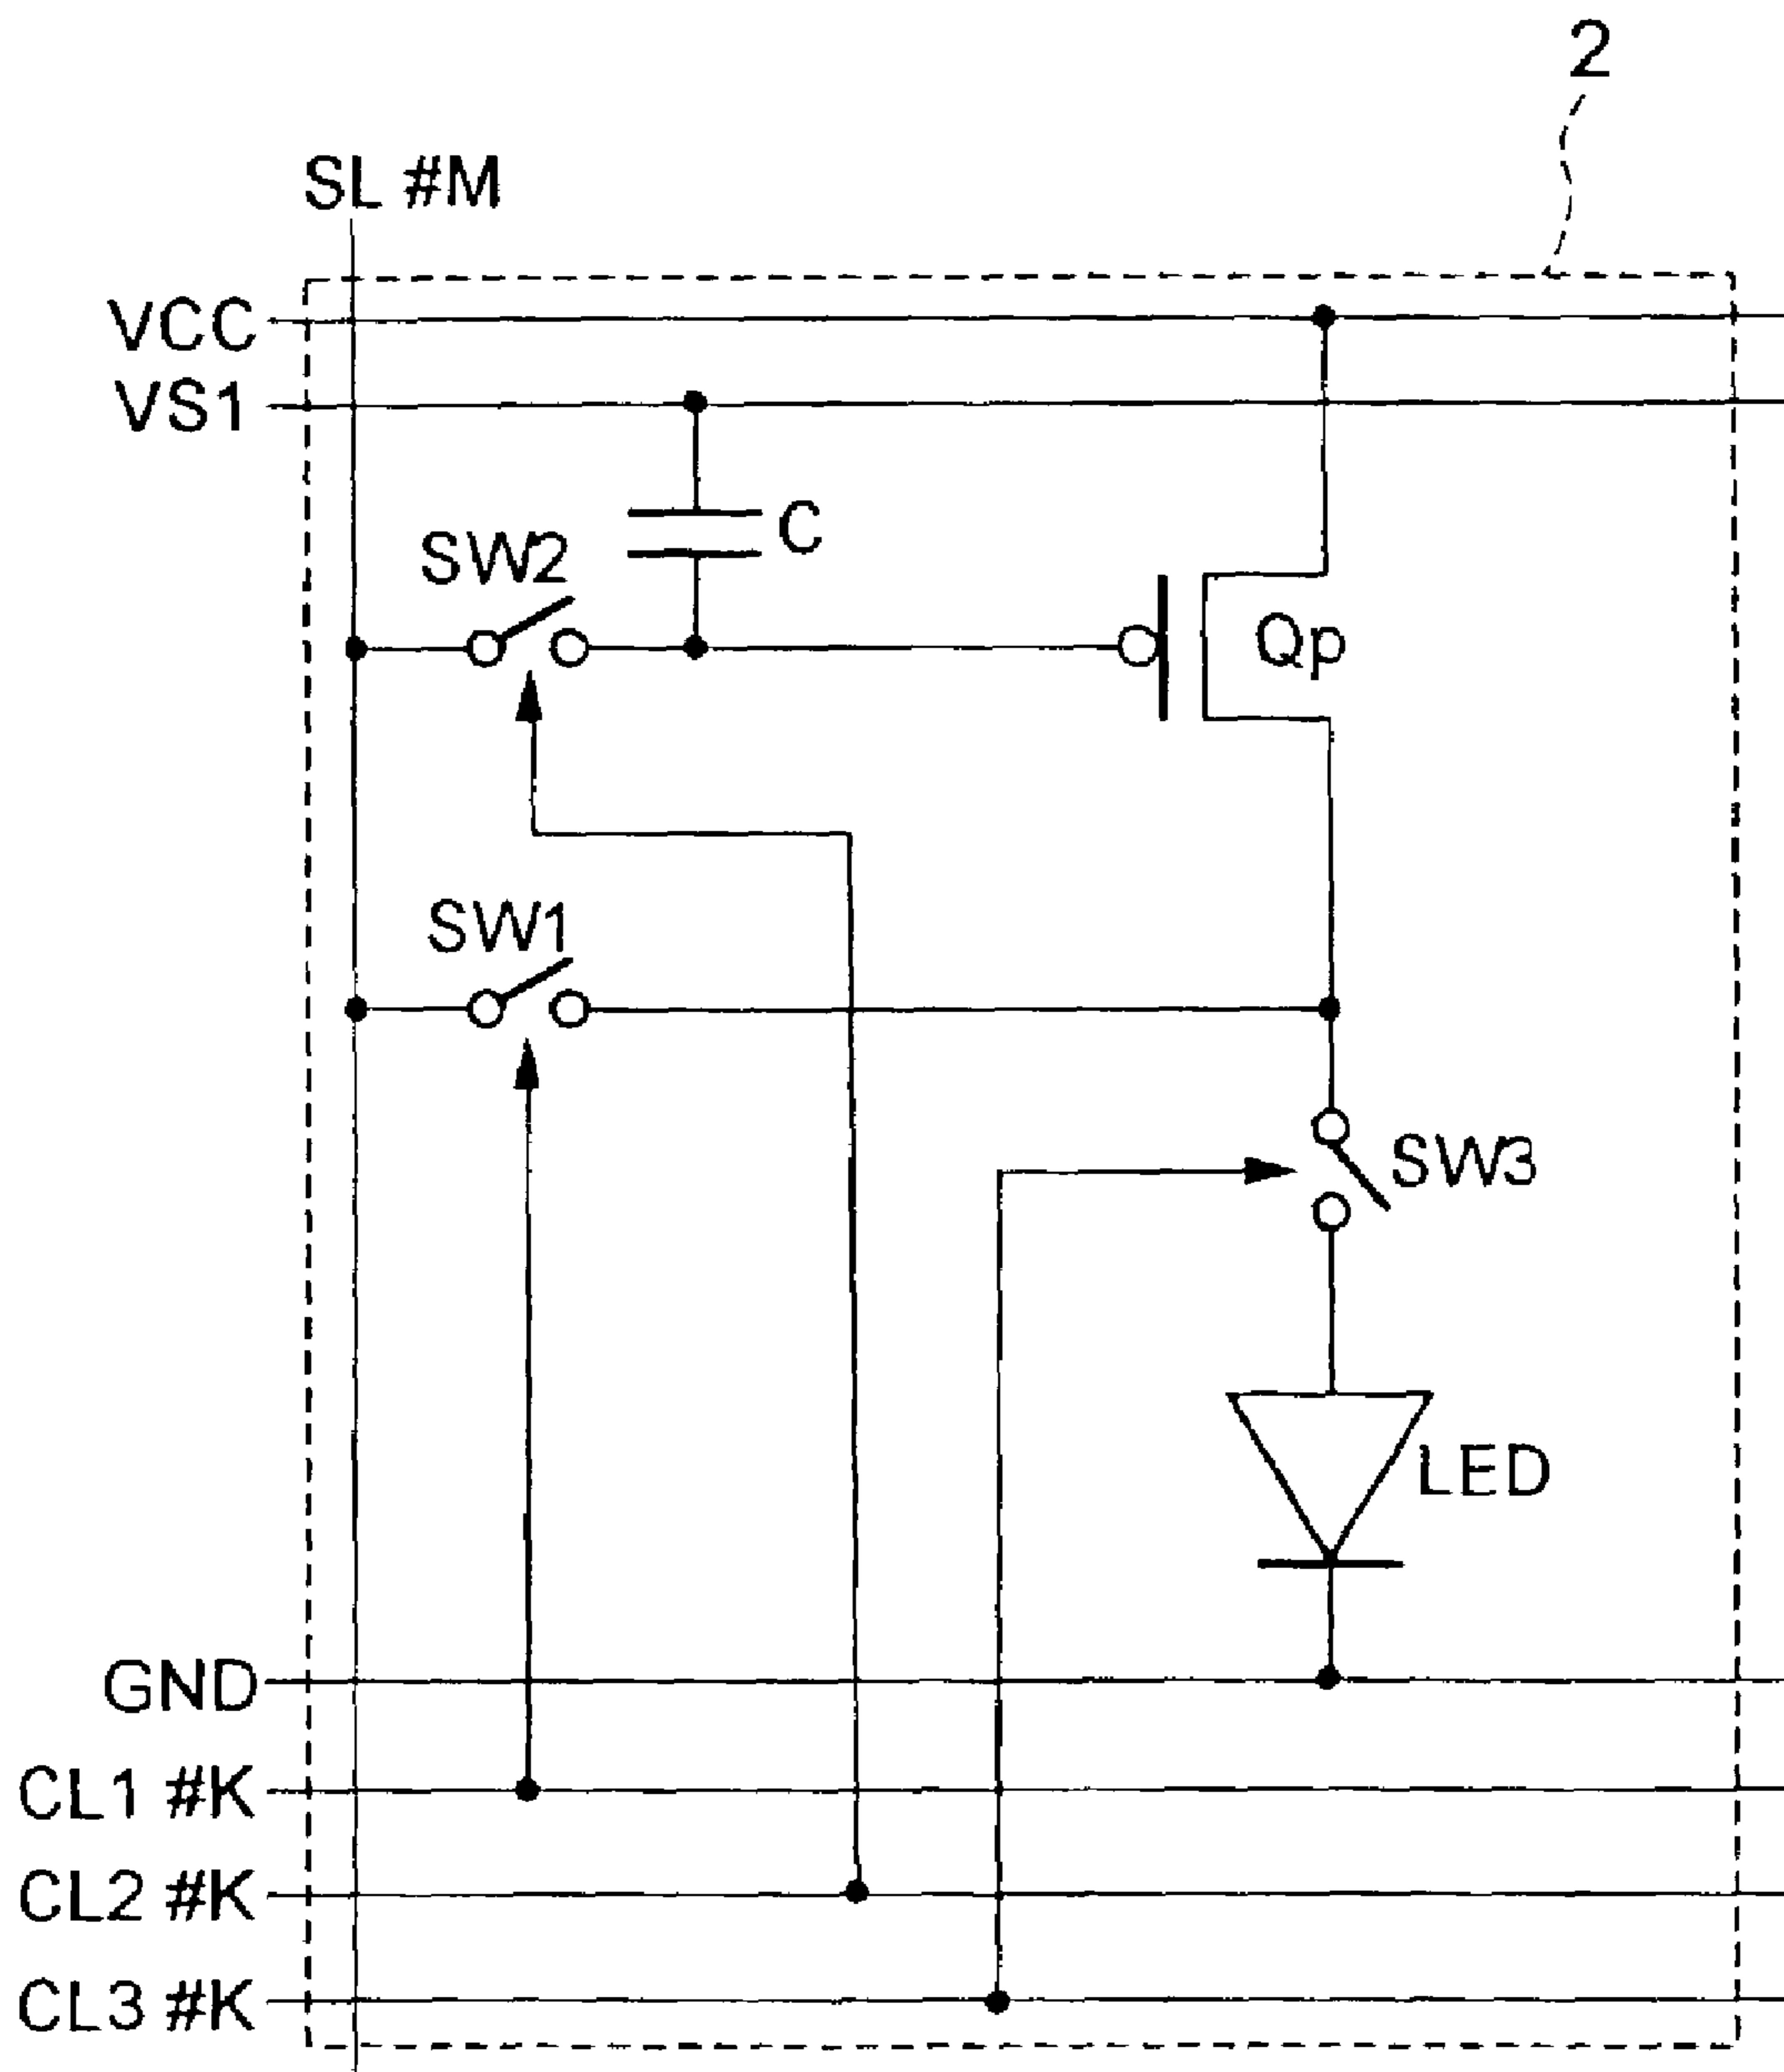 2
SL #M
VCC
VS1
C
SW2
Qp
SW1
SW3
LED
GND
CL1 #K
CL2 #K
CL3 #K